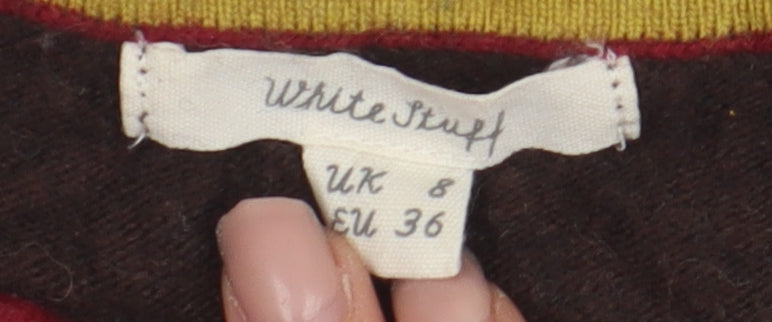 White Stuff
UK 8
EU 36